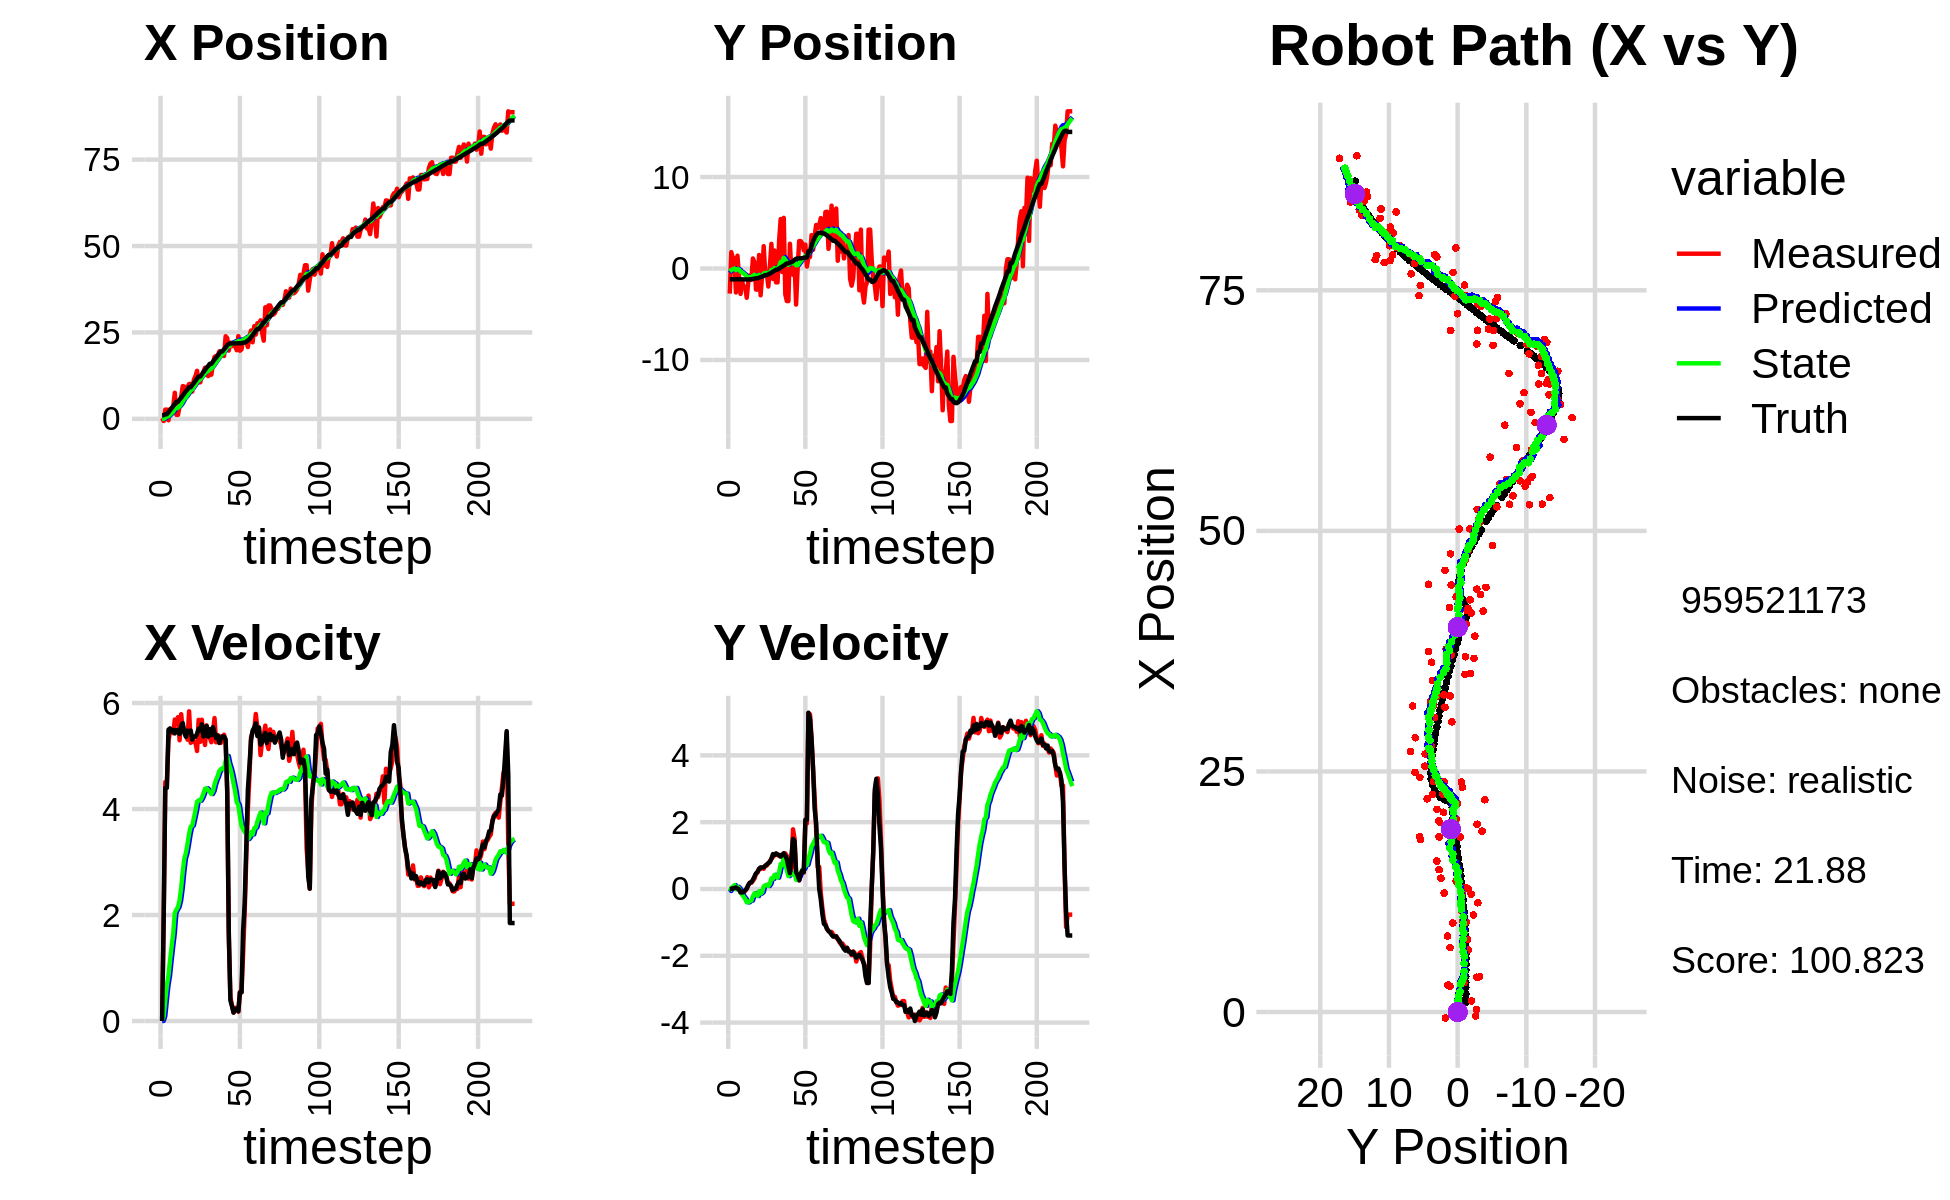 X Position
75
50
25
0
0
50
100
150
200
timestep
Y Position
10
0
-10
0
50
100
150
200
timestep
X Velocity
6
4
2
0
0
50
100
150
200
timestep
Y Velocity
4
2
0
-2
-4
0
50
100
150
200
timestep
Robot Path (X vs Y)
X Position
75
50
25
0
20 10 0 -10 -20
Y Position
variable
Measured
Predicted
State
Truth
959521173
Obstacles: none
Noise: realistic
Time: 21.88
Score: 100.823